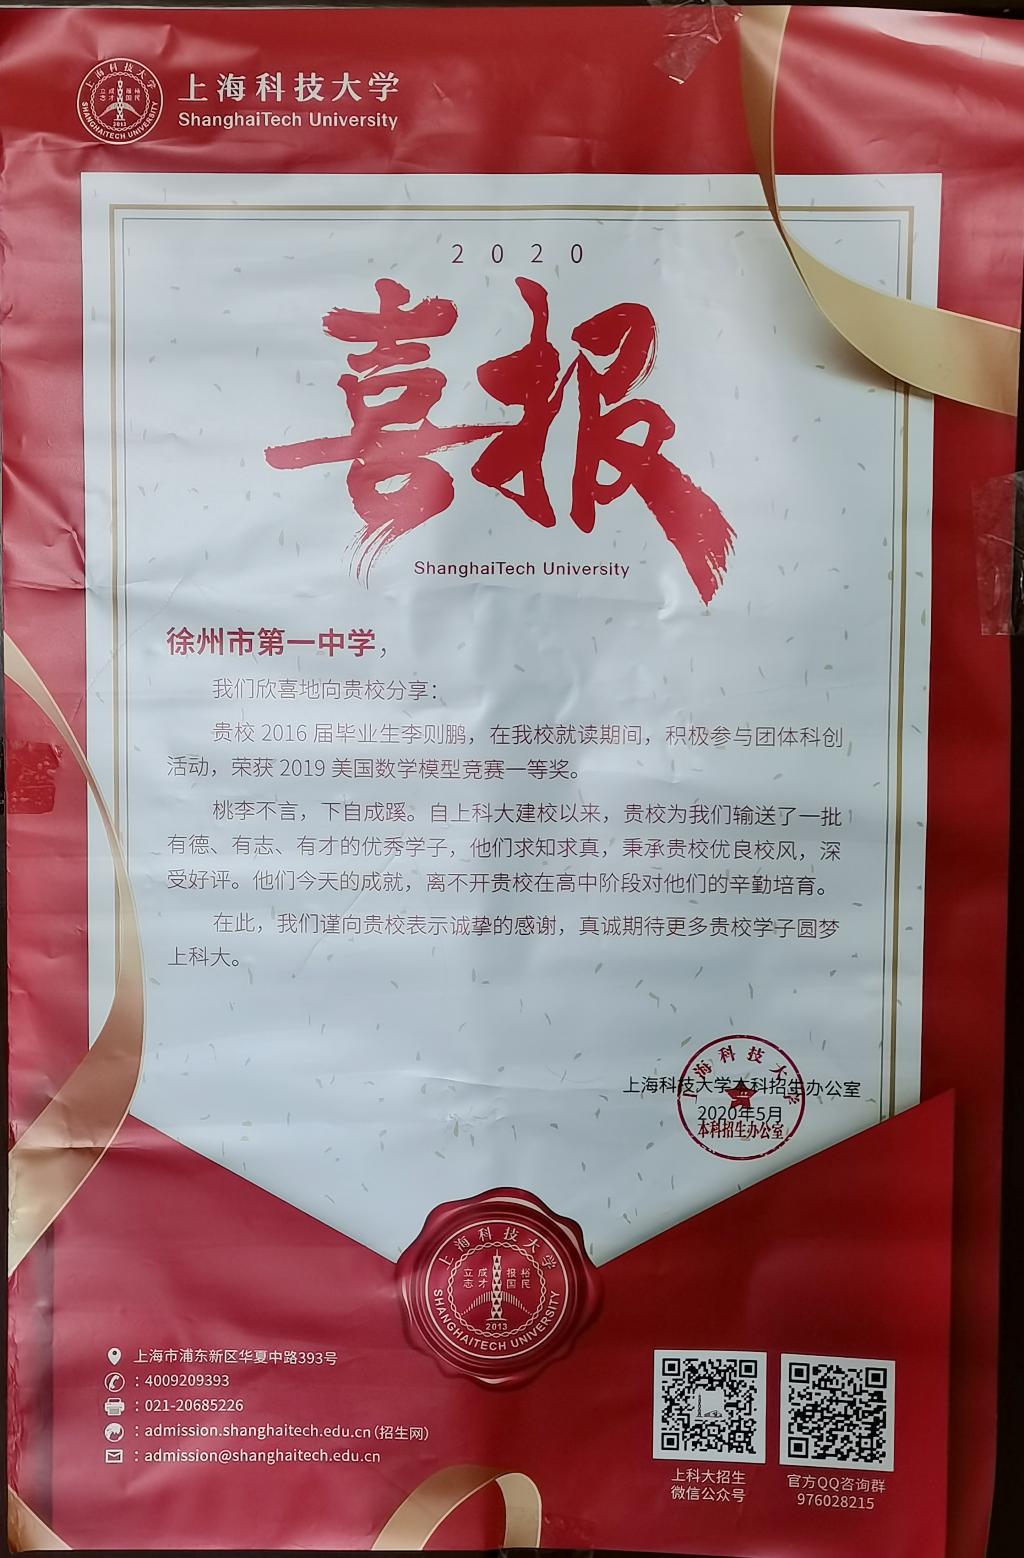 上海科技大学
ShanghaiTech University
2020
喜报
ShanghaiTech University
徐州市第一中学，
我们欣喜地向贵校分享：
贵校 2016 届毕业生李则鹏，在我校就读期间，积极参与团体科创
活动，荣获 2019 美国数学模型竞赛一等奖。
桃李不言，下自成蹊。自上科大建校以来，贵校为我们输送了一批
有德、有志、有才的优秀学子，他们求知求真，秉承贵校优良校风，深
受好评。他们今天的成就，离不开贵校在高中阶段对他们的辛勤培育。
在此，我们谨向贵校表示诚挚的感谢，真诚期待更多贵校学子圆梦
上科大。
上海科技大学本科招生办公室
2020年5月
上海科技大学
本科招生办公室
上海科技大学
立志 成才 报国 裕民
2013
SHANGHAITECH UNIVERSITY
上海市浦东新区华夏中路393号
：4009209393
：021-20685226
：admission.shanghaitech.edu.cn（招生网）
：admission@shanghaitech.edu.cn
上科大招生
微信公众号
官方QQ咨询群
976028215